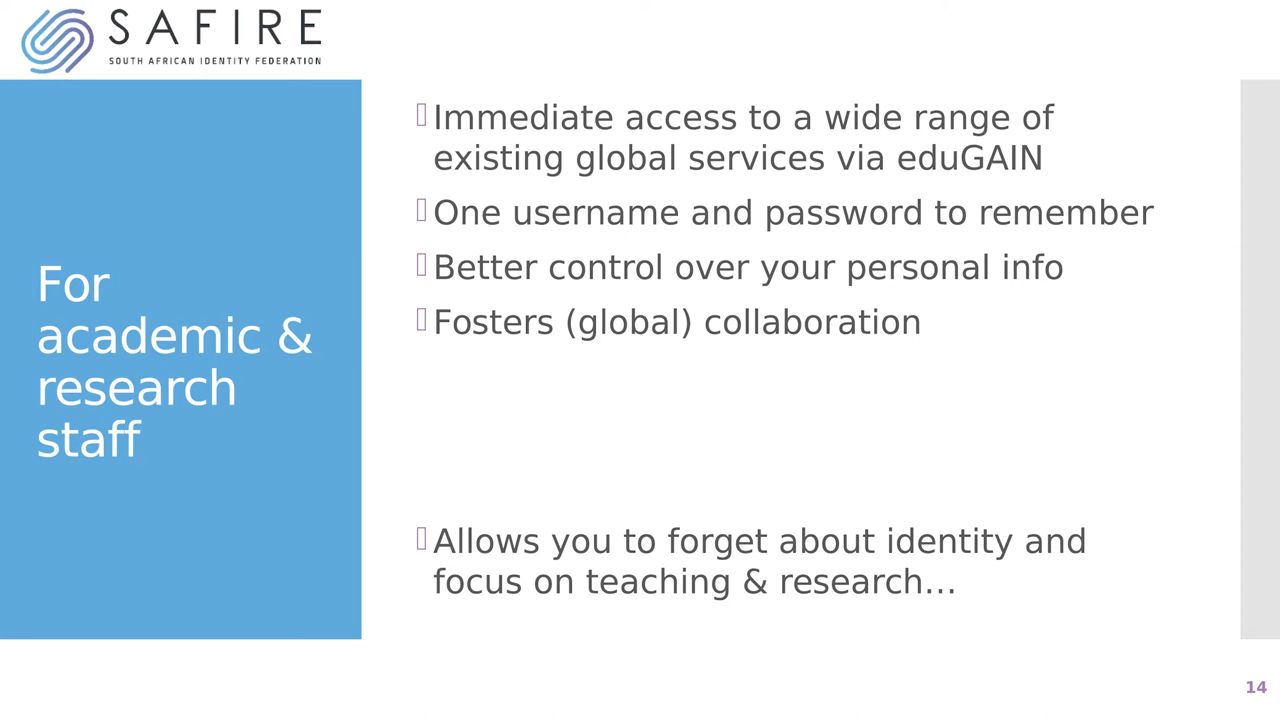 SAFIRE
SOUTH AFRICAN IDENTITY FEDERATION
For
academic &
research
staff
Immediate access to a wide range of
existing global services via eduGAIN
One username and password to remember
Better control over your personal info
Fosters (global) collaboration
Allows you to forget about identity and
focus on teaching & research…
14